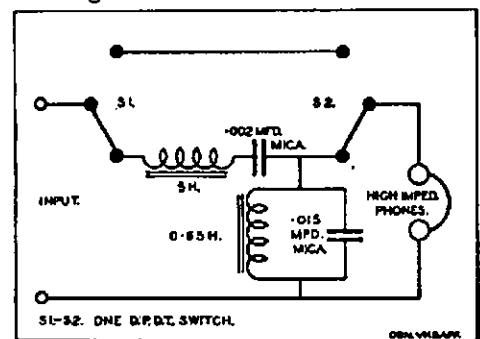 S1.
S2.
.002 MFD.
MICA.
5H.
INPUT.
HIGH IMPED.
PHONES.
0.65H.
.015
MFD.
MICA.
S1-S2. ONE D.P.D.T. SWITCH.